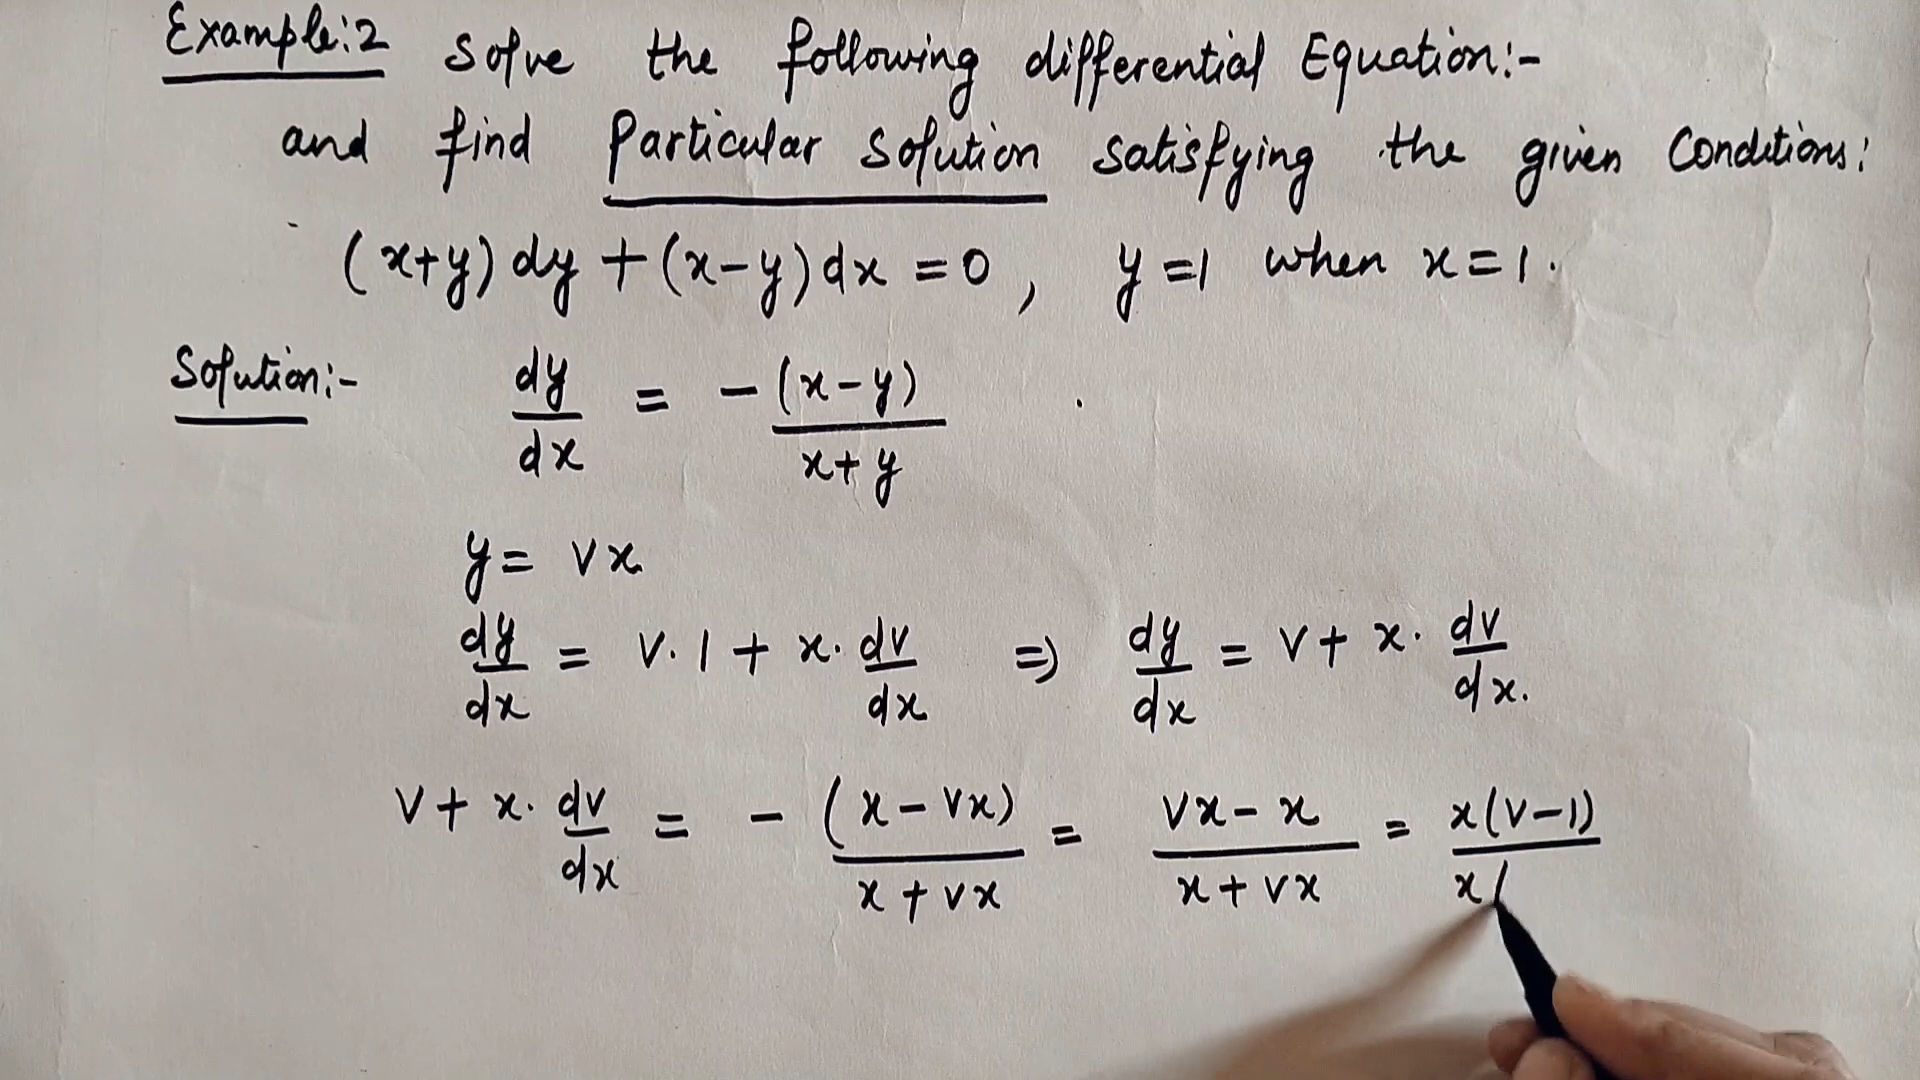 Example:2 Solve the following differential Equation:-
and find Particular Solution satisfying the given Conditions:
(x+y) dy + (x-y) dx = 0 , y = 1 when x = 1.
Solution:- dy/dx = -(x-y)/x+y
y = vx
dy/dx = v·1 + x·dv/dx ⇒ dy/dx = v + x·dv/dx.
v + x·dv/dx = -(x-vx)/x+vx = vx-x/x+vx = x(v-1)/x(